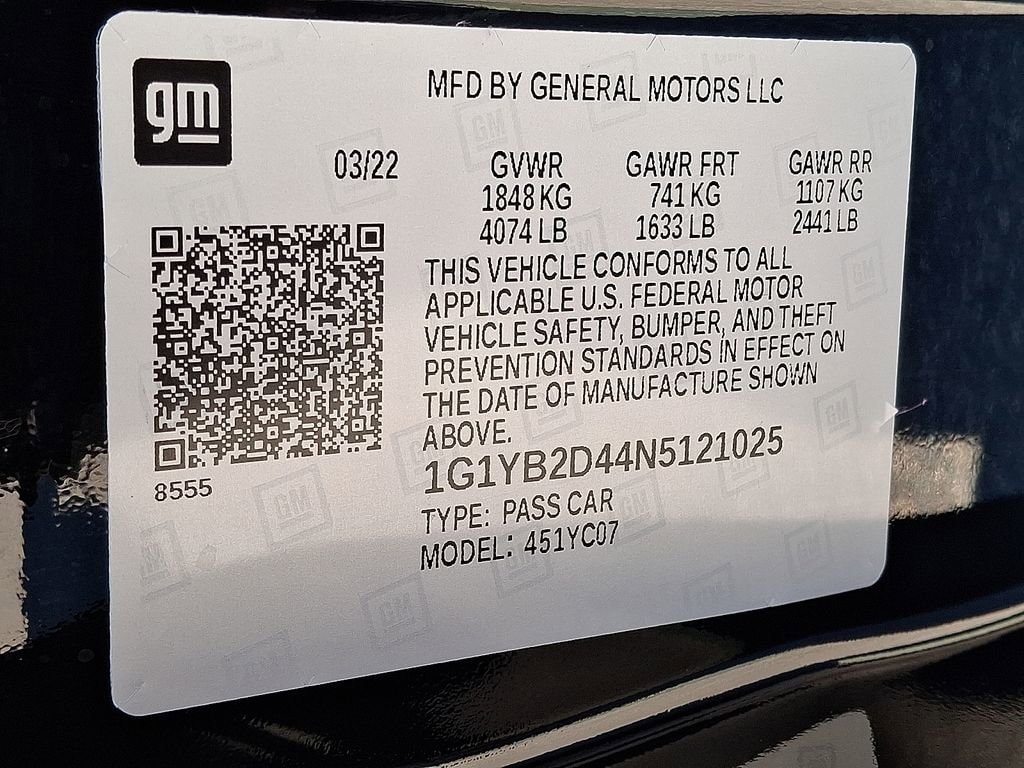 gm
MFD BY GENERAL MOTORS LLC
03/22 GVWR GAWR FRT GAWR RR
1848 KG 741 KG 1107 KG
4074 LB 1633 LB 2441 LB
THIS VEHICLE CONFORMS TO ALL
APPLICABLE U.S. FEDERAL MOTOR
VEHICLE SAFETY, BUMPER, AND THEFT
PREVENTION STANDARDS IN EFFECT ON
THE DATE OF MANUFACTURE SHOWN
ABOVE.
1G1YB2D44N5121025
8555
TYPE: PASS CAR
MODEL: 451YC07